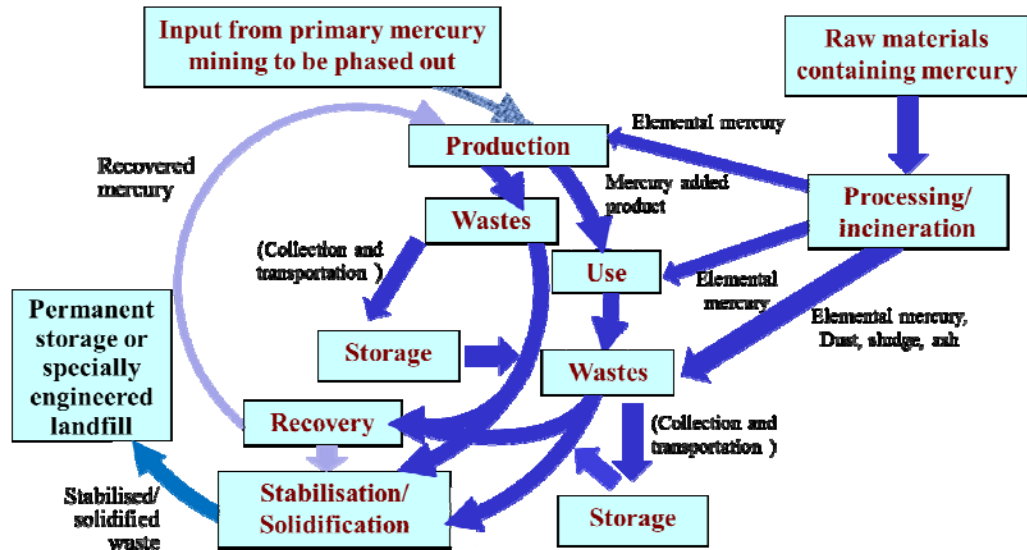 Input from primary mercury
mining to be phased out
Raw materials
containing mercury
Elemental mercury
Production
Recovered
mercury
Mercury added
product
Processing/
incineration
Wastes
(Collection and
transportation )
Use
Elemental
mercury
Permanent
storage or
specially
engineered
landfill
Elemental mercury,
Dust, sludge, ash
Storage
Wastes
Recovery
(Collection and
transportation )
Stabilisation/
Solidification
Stabilised/
solidified
waste
Storage